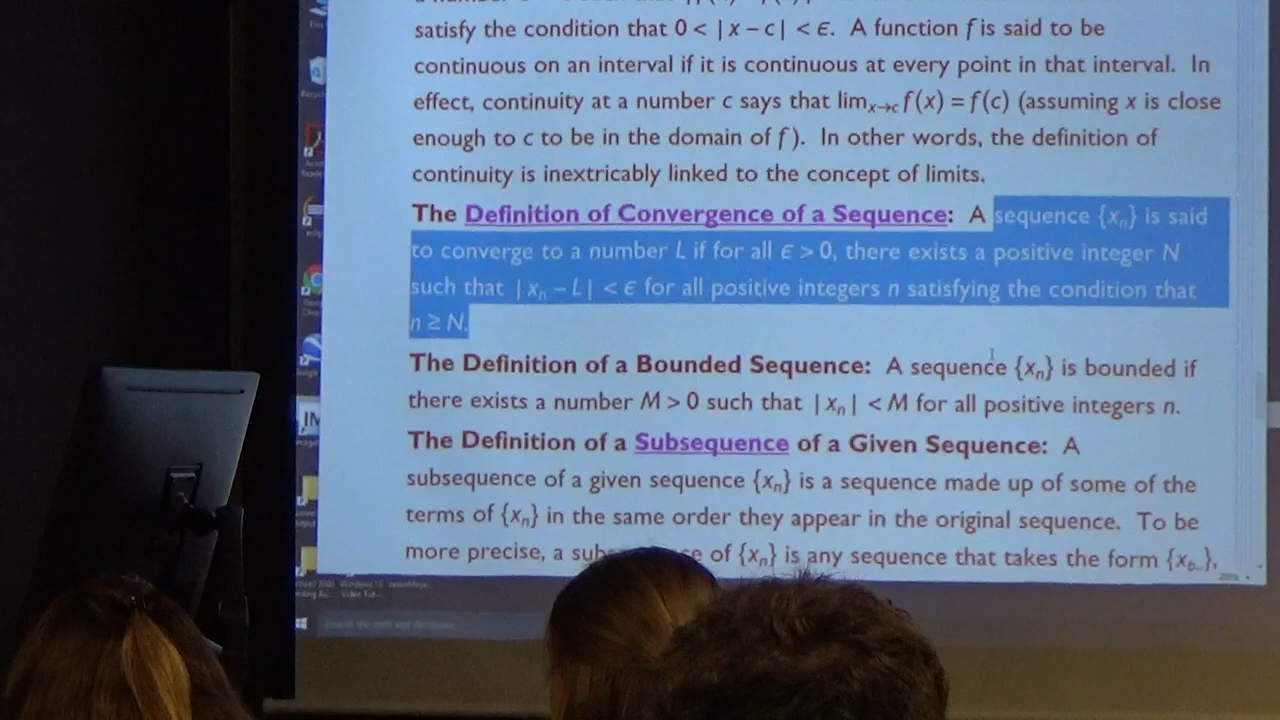 satisfy the condition that 0 < | x – c | < ϵ. A function f is said to be
continuous on an interval if it is continuous at every point in that interval. In
effect, continuity at a number c says that limₓ→c f(x) = f(c) (assuming x is close
enough to c to be in the domain of f ). In other words, the definition of
continuity is inextricably linked to the concept of limits.
The Definition of Convergence of a Sequence: A sequence {xₙ} is said
to converge to a number L if for all ϵ > 0, there exists a positive integer N
such that | xₙ – L| < ϵ for all positive integers n satisfying the condition that
n ≥ N.
The Definition of a Bounded Sequence: A sequence {xₙ} is bounded if
there exists a number M > 0 such that | xₙ | < M for all positive integers n.
The Definition of a Subsequence of a Given Sequence: A
subsequence of a given sequence {xₙ} is a sequence made up of some of the
terms of {xₙ} in the same order they appear in the original sequence. To be
more precise, a of {xₙ} is any sequence that takes the form